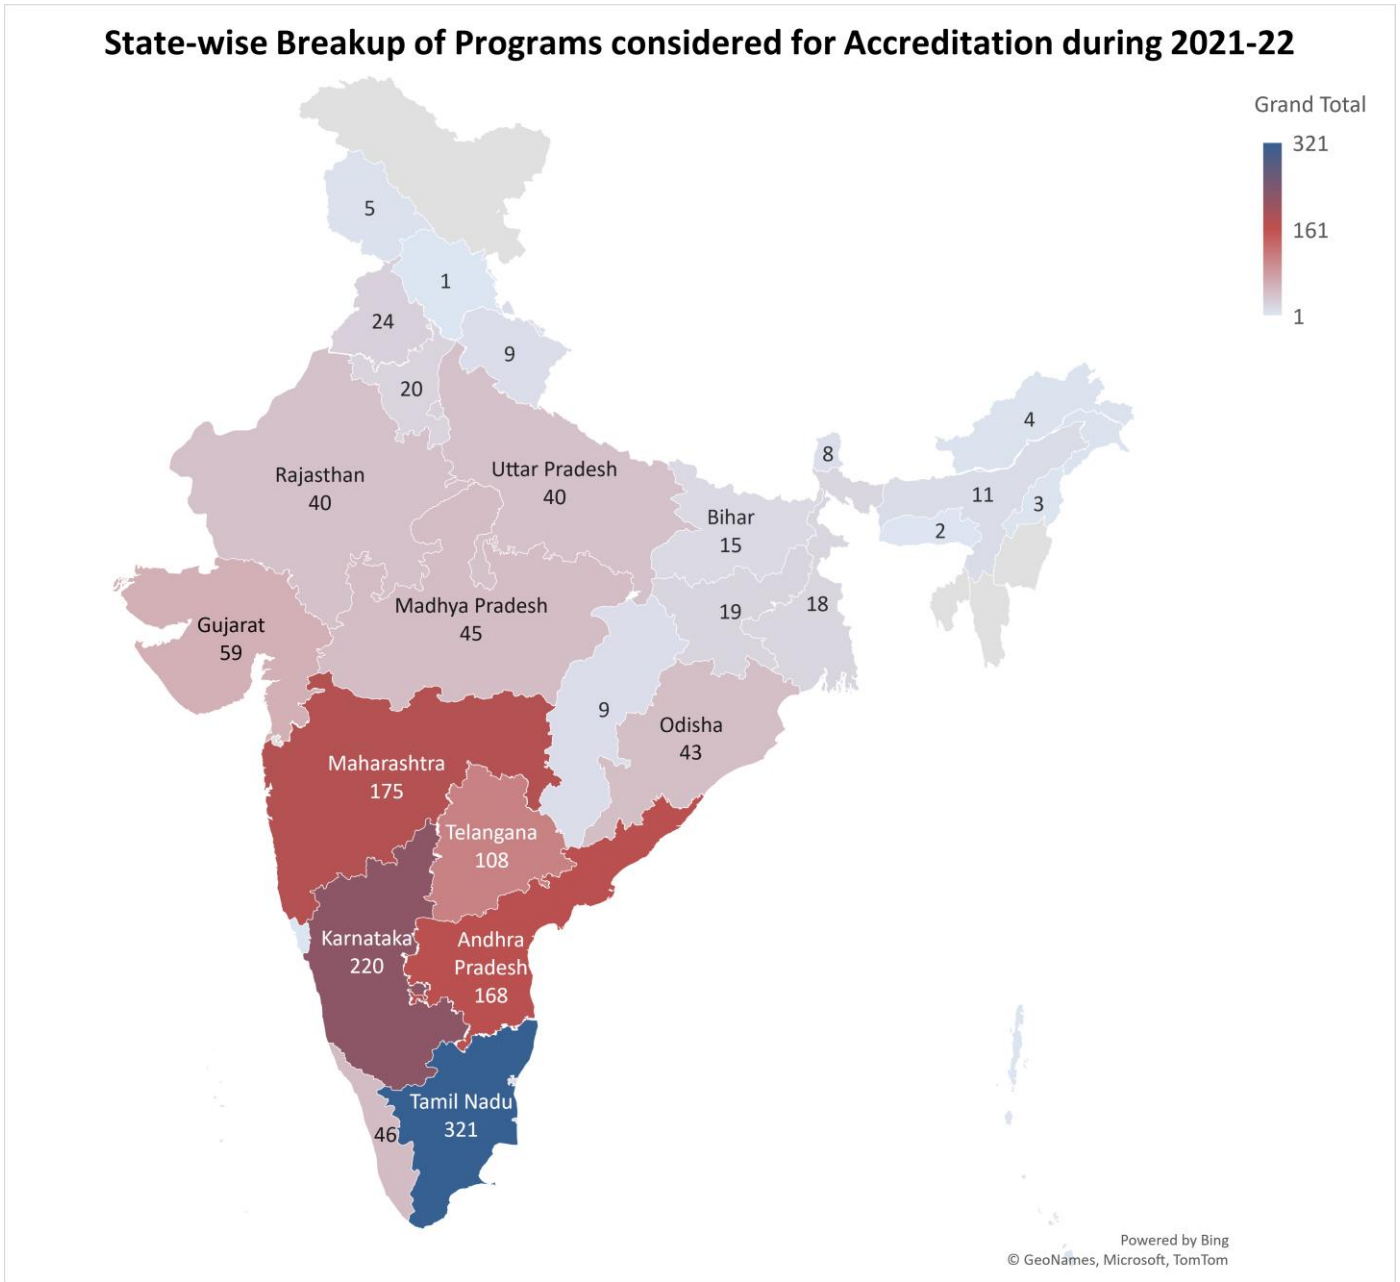 State-wise Breakup of Programs considered for Accreditation during 2021-22
Grand Total
321
161
1
5
1
24
9
20
Rajasthan
40
Uttar Pradesh
40
Bihar
15
8
4
11
3
2
Gujarat
59
Madhya Pradesh
45
19
18
9
Odisha
43
Maharashtra
175
Telangana
108
Karnataka
220
Andhra
Pradesh
168
Tamil Nadu
321
46
Powered by Bing
© GeoNames, Microsoft, TomTom